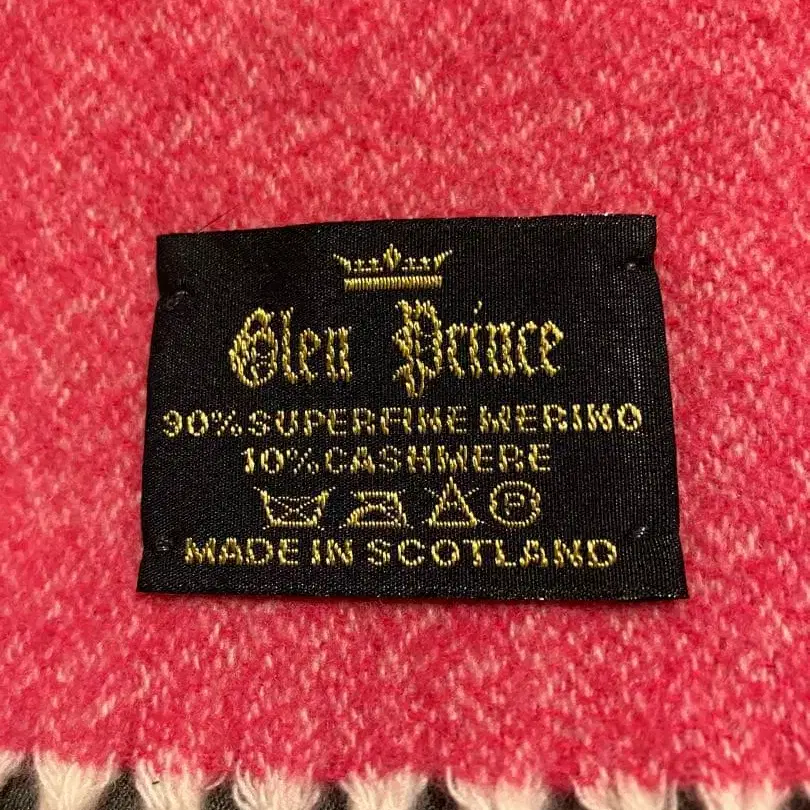 Glen Prince
90% SUPERFINE MERINO
10% CASHMERE
P
MADE IN SCOTLAND